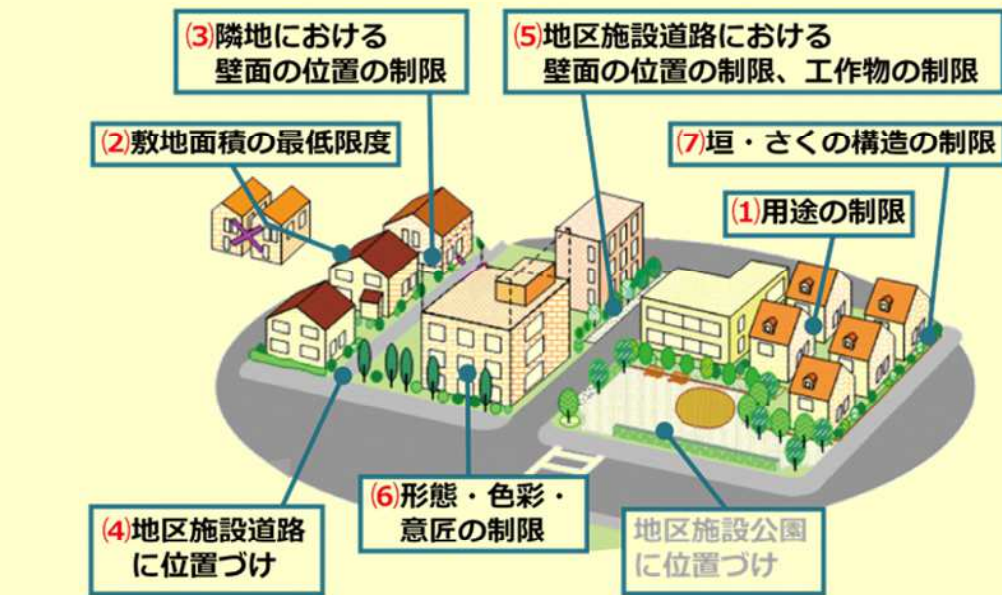 (3)隣地における
壁面の位置の制限
(5)地区施設道路における
壁面の位置の制限、工作物の制限
(2)敷地面積の最低限度
(7)垣・さくの構造の制限
(1)用途の制限
(4)地区施設道路
に位置づけ
(6)形態・色彩・
意匠の制限
地区施設公園
に位置づけ